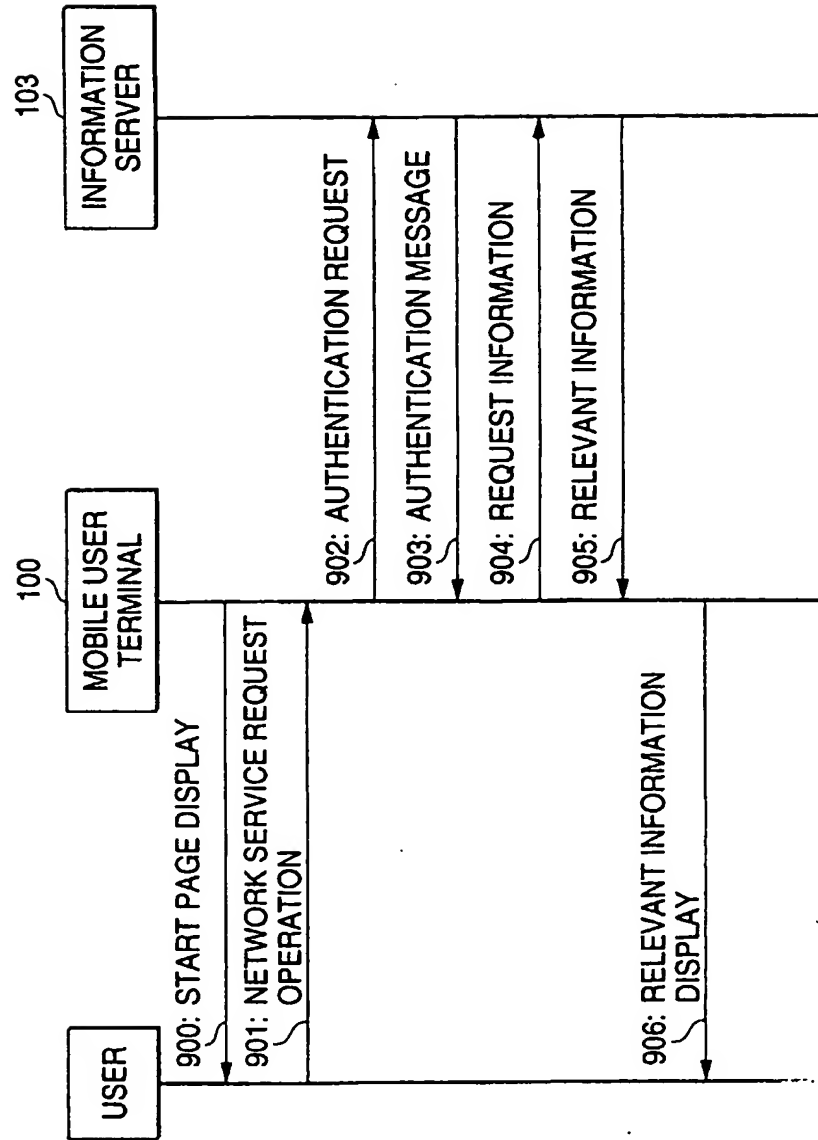 USER
100
MOBILE USER
TERMINAL
103
INFORMATION
SERVER
900: START PAGE DISPLAY
901: NETWORK SERVICE REQUEST
OPERATION
902: AUTHENTICATION REQUEST
903: AUTHENTICATION MESSAGE
904: REQUEST INFORMATION
905: RELEVANT INFORMATION
906: RELEVANT INFORMATION
DISPLAY